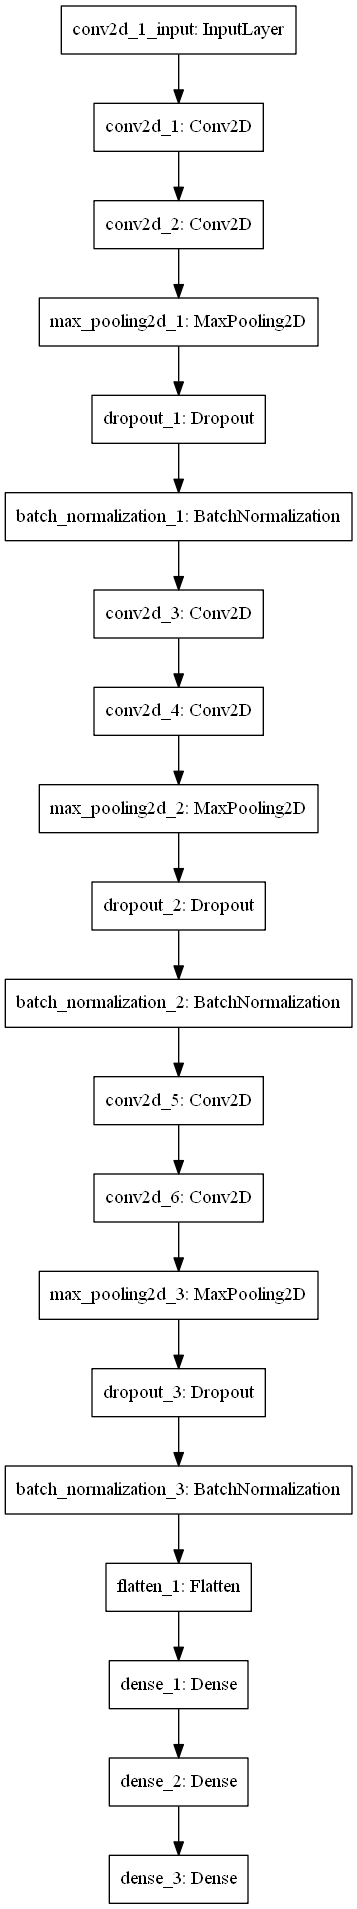 conv2d_1_input: InputLayer
conv2d_1: Conv2D
conv2d_2: Conv2D
max_pooling2d_1: MaxPooling2D
dropout_1: Dropout
batch_normalization_1: BatchNormalization
conv2d_3: Conv2D
conv2d_4: Conv2D
max_pooling2d_2: MaxPooling2D
dropout_2: Dropout
batch_normalization_2: BatchNormalization
conv2d_5: Conv2D
conv2d_6: Conv2D
max_pooling2d_3: MaxPooling2D
dropout_3: Dropout
batch_normalization_3: BatchNormalization
flatten_1: Flatten
dense_1: Dense
dense_2: Dense
dense_3: Dense